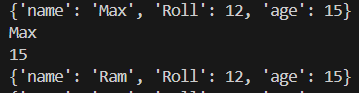 {'name': 'Max', 'Roll': 12, 'age': 15}
Max
15
{'name': 'Ram', 'Roll': 12, 'age': 15}